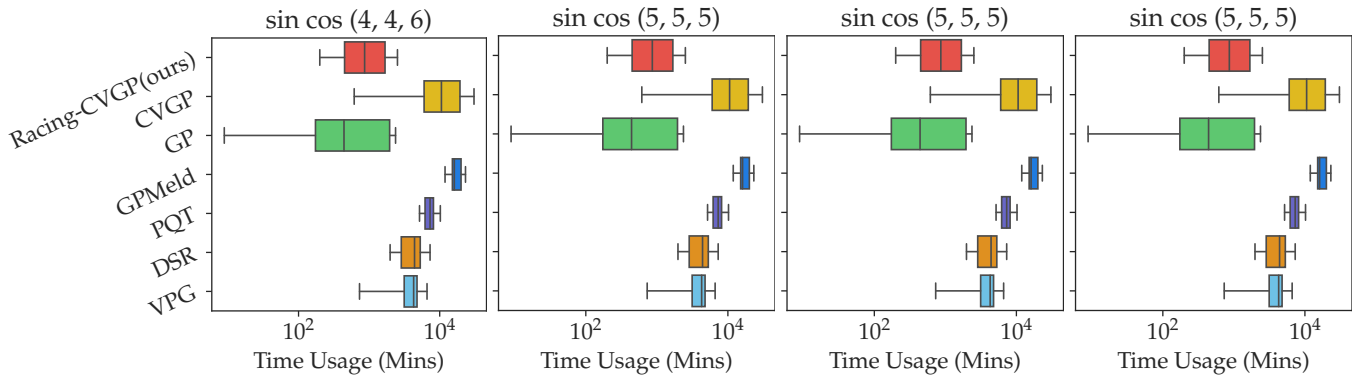 sin cos (4, 4, 6)
sin cos (5, 5, 5)
sin cos (5, 5, 5)
sin cos (5, 5, 5)
Racing-CVGP(ours)
CVGP
GP
GPMeld
PQT
DSR
VPG
10^2 10^4
10^2 10^4
10^2 10^4
10^2 10^4
Time Usage (Mins)
Time Usage (Mins)
Time Usage (Mins)
Time Usage (Mins)